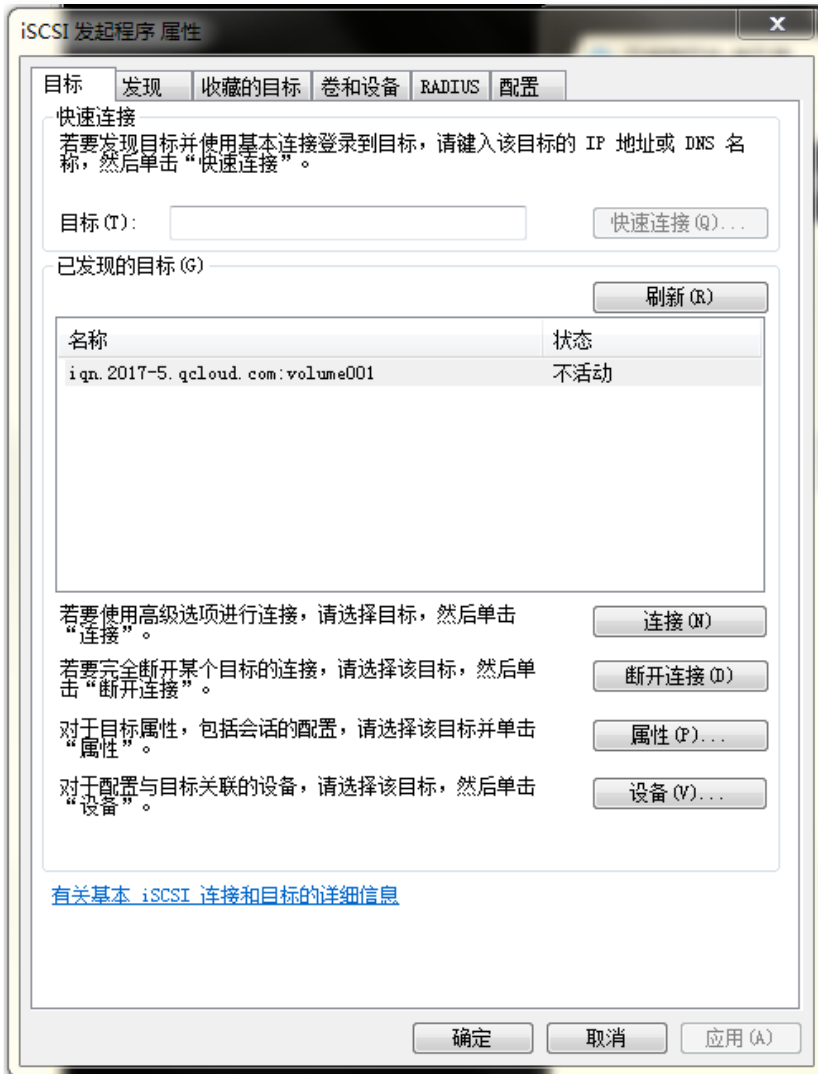 iSCSI 发起程序 属性
目标 发现 收藏的目标 卷和设备 RADIUS 配置
快速连接
若要发现目标并使用基本连接登录到目标，请键入该目标的 IP 地址或 DNS 名
称，然后单击“快速连接”。
目标(T): 快速连接(Q)...
已发现的目标(G)
刷新(R)
名称 状态
iqn.2017-5.qcloud.com:volume001 不活动
若要使用高级选项进行连接，请选择目标，然后单击
“连接”。
连接(N)
若要完全断开某个目标的连接，请选择该目标，然后单
击“断开连接”。
断开连接(D)
对于目标属性，包括会话的配置，请选择该目标并单击
“属性”。
属性(P)...
对于配置与目标关联的设备，请选择该目标，然后单击
“设备”。
设备(V)...
有关基本 iSCSI 连接和目标的详细信息
确定 取消 应用(A)